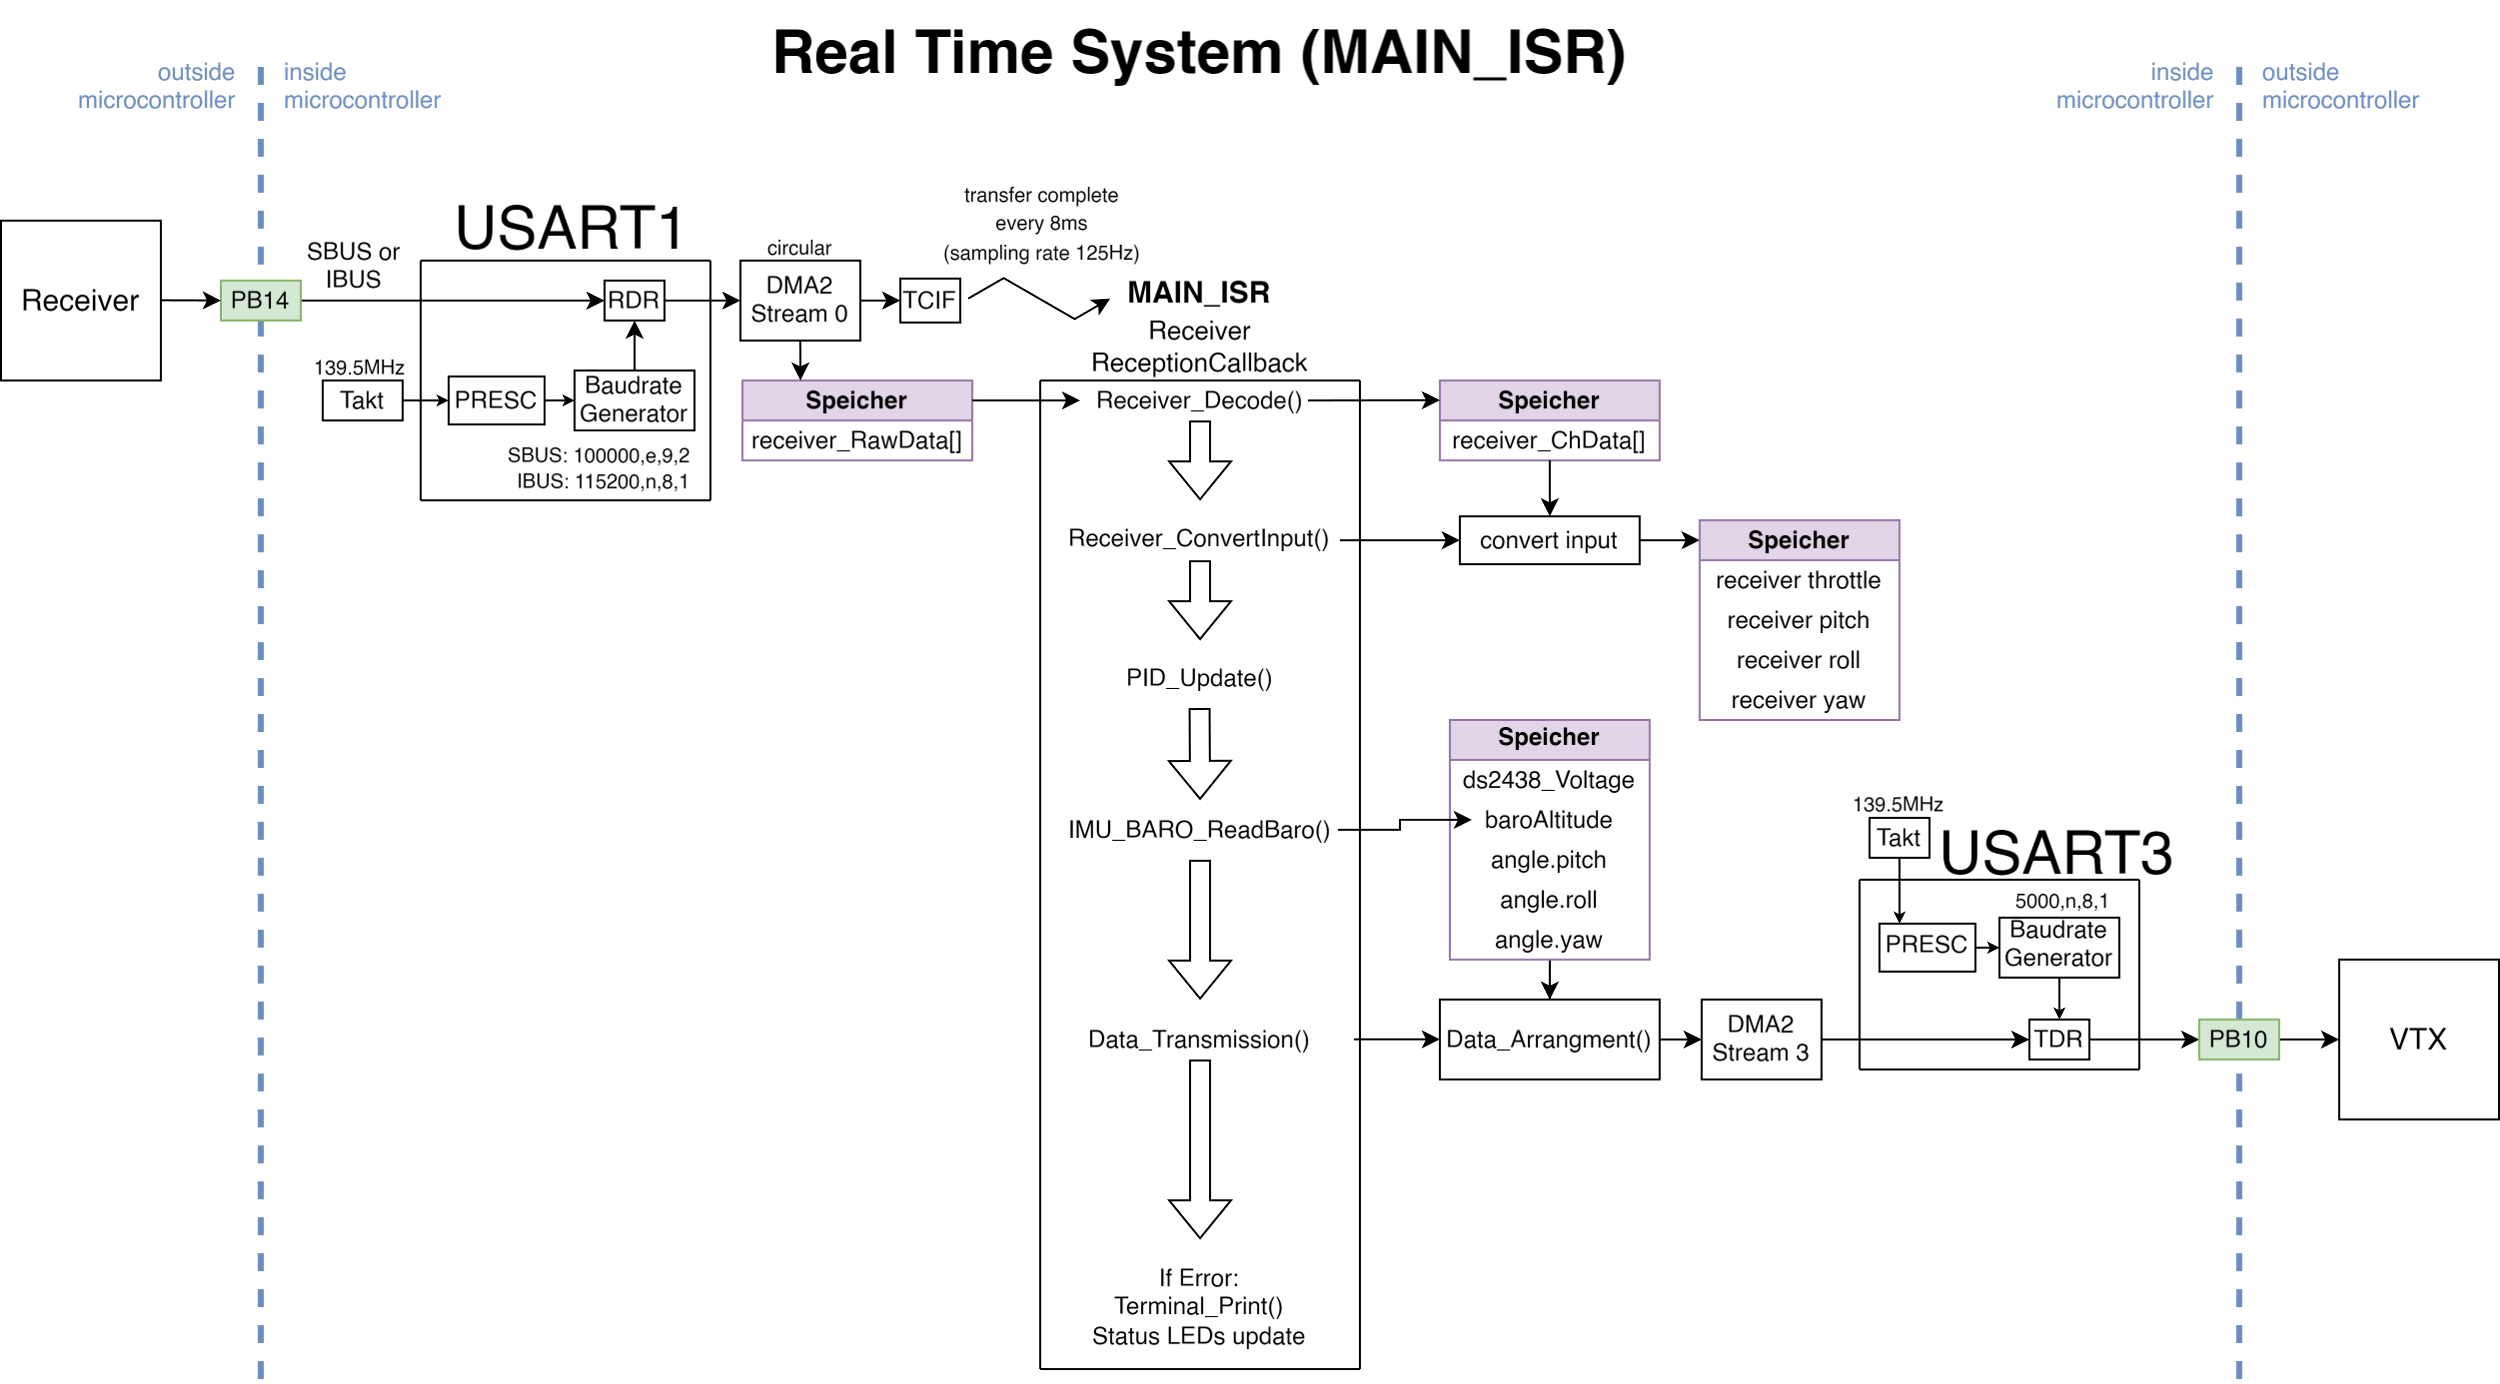 Real Time System (MAIN_ISR)
outside
microcontroller
inside
microcontroller
inside
microcontroller
outside
microcontroller
Receiver
PB14
SBUS or
IBUS
USART1
RDR
139.5MHz
Takt
PRESC
Baudrate
Generator
SBUS: 100000,e,9,2
IBUS: 115200,n,8,1
circular
DMA2
Stream 0
TCIF
transfer complete
every 8ms
(sampling rate 125Hz)
Speicher
receiver_RawData[]
MAIN_ISR
Receiver
ReceptionCallback
Receiver_Decode()
Speicher
receiver_ChData[]
Receiver_ConvertInput()
convert input
Speicher
receiver throttle
receiver pitch
receiver roll
receiver yaw
PID_Update()
IMU_BARO_ReadBaro()
Speicher
ds2438_Voltage
baroAltitude
angle.pitch
angle.roll
angle.yaw
Data_Transmission()
Data_Arrangment()
DMA2
Stream 3
139.5MHz
Takt
USART3
5000,n,8,1
PRESC
Baudrate
Generator
TDR
PB10
VTX
If Error:
Terminal_Print()
Status LEDs update